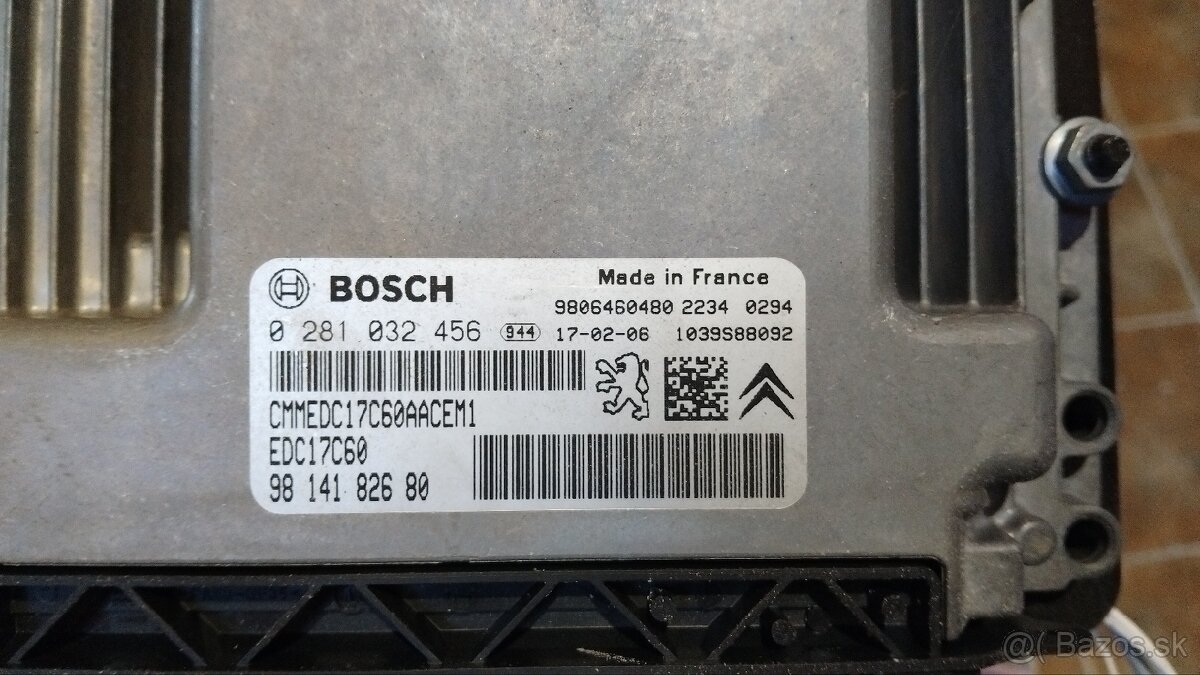 BOSCH
Made in France
9806460480 2234 0294
0 281 032 456 944 17-02-06 1039S88092
CMMEDC17C60AACEM1
EDC17C60
98 141 826 80
@( Bazos.sk